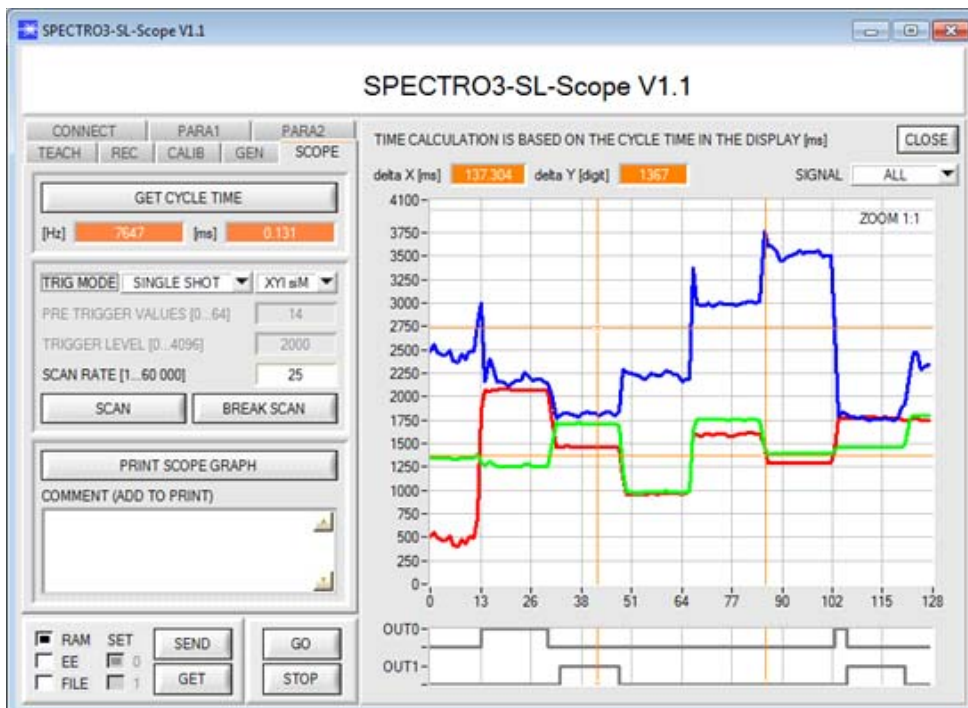 SPECTRO3-SL-Scope V1.1
SPECTRO3-SL-Scope V1.1
CONNECT PARA1 PARA2
TEACH REC CALIB GEN SCOPE
GET CYCLE TIME
[Hz] 7647 [ms] 0.131
TRIG MODE SINGLE SHOT XYI siM
PRE TRIGGER VALUES [0...64] 14
TRIGGER LEVEL [0...4096] 2000
SCAN RATE [1...60 000] 25
SCAN BREAK SCAN
PRINT SCOPE GRAPH
COMMENT (ADD TO PRINT)
RAM SET SEND GO
EE 0
FILE 1 GET STOP
TIME CALCULATION IS BASED ON THE CYCLE TIME IN THE DISPLAY [ms] CLOSE
delta X [ms] 137.304 delta Y [digit] 1367 SIGNAL ALL
ZOOM 1:1
4100
3750
3500
3250
3000
2750
2500
2250
2000
1750
1500
1250
1000
750
500
250
0
0 13 26 38 51 64 77 90 102 115 128
OUT0
OUT1